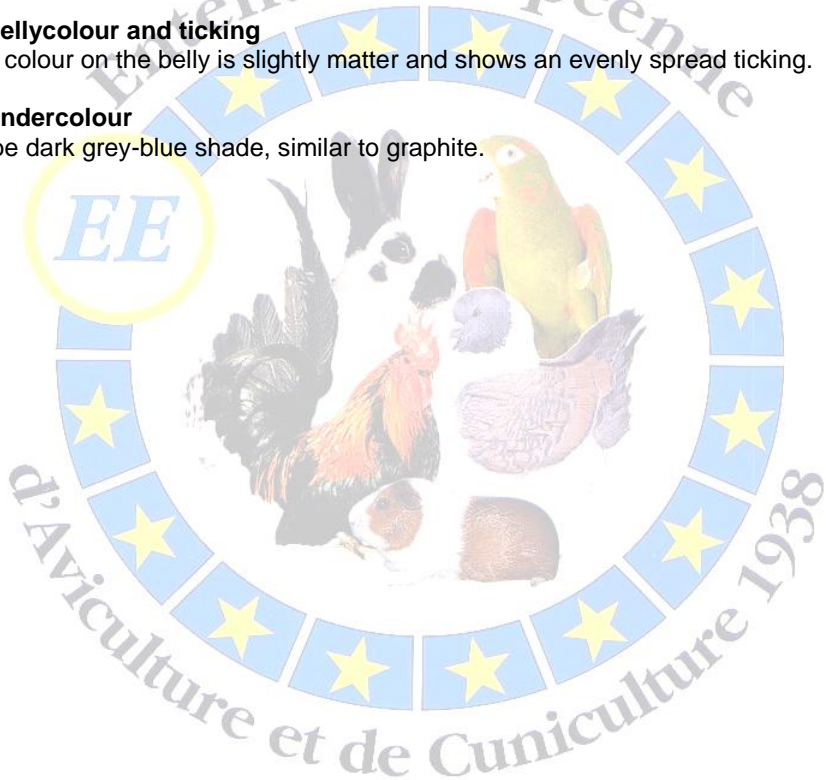 ellycolour and ticking
colour on the belly is slightly matter and shows an evenly spread ticking.
ndercolour
be dark grey-blue shade, similar to graphite.
EE
d'Aviculture et de Cuniculture 1938